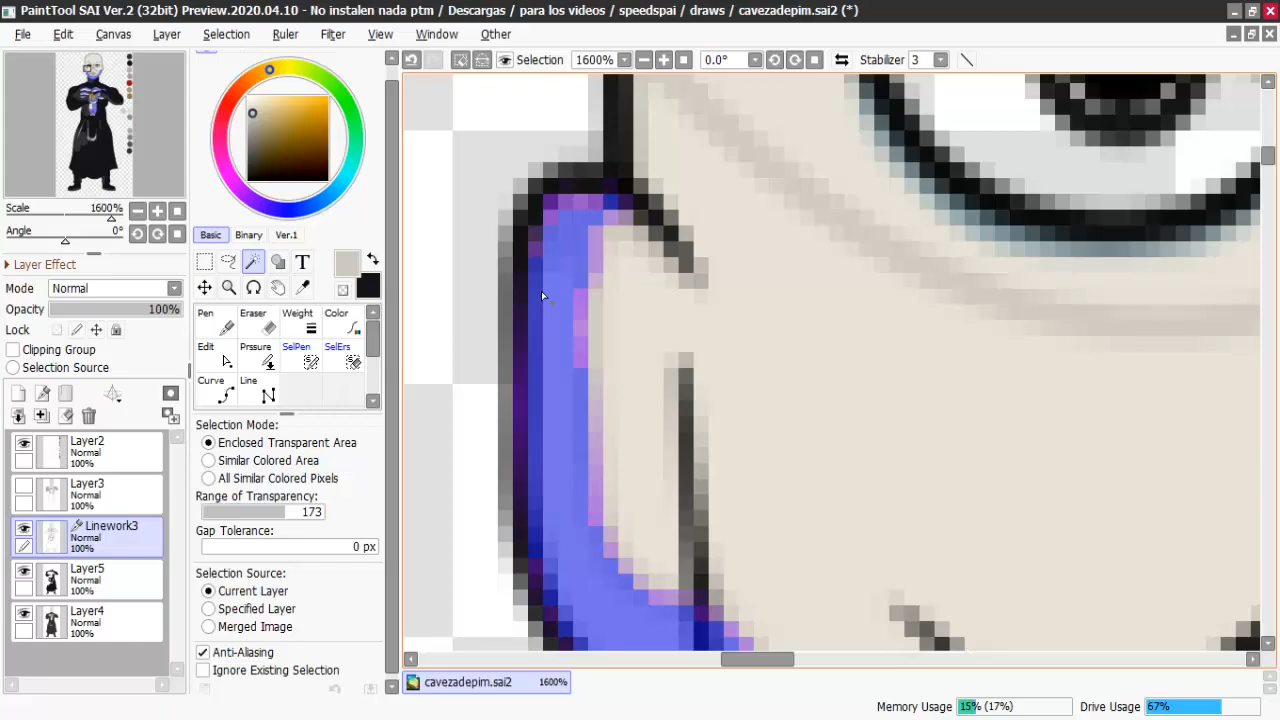 PaintTool SAI Ver.2 (32bit) Preview.2020.04.10 - No instalen nada ptm / Descargas / para los videos / speedspai / draws / cavezadepim.sai2 (*)
File Edit Canvas Layer Selection Ruler Filter View Window Other
Selection 1600% 0.0° Stabilizer 3
Scale 1600%
Angle 0°
Layer Effect
Mode Normal
Opacity 100%
Lock
Clipping Group
Selection Source
Layer2
Normal
100%
Layer3
Normal
100%
Linework3
Normal
100%
Layer5
Normal
100%
Layer4
Normal
100%
Basic Binary Ver.1
T
Pen Eraser Weight Color
Edit Prssure SelPen SelErs
Curve Line
Selection Mode:
Enclosed Transparent Area
Similar Colored Area
All Similar Colored Pixels
Range of Transparency:
173
Gap Tolerance:
0 px
Selection Source:
Current Layer
Specified Layer
Merged Image
Anti-Aliasing
Ignore Existing Selection
cavezadepim.sai2 1600%
Memory Usage 15% (17%) Drive Usage 67%